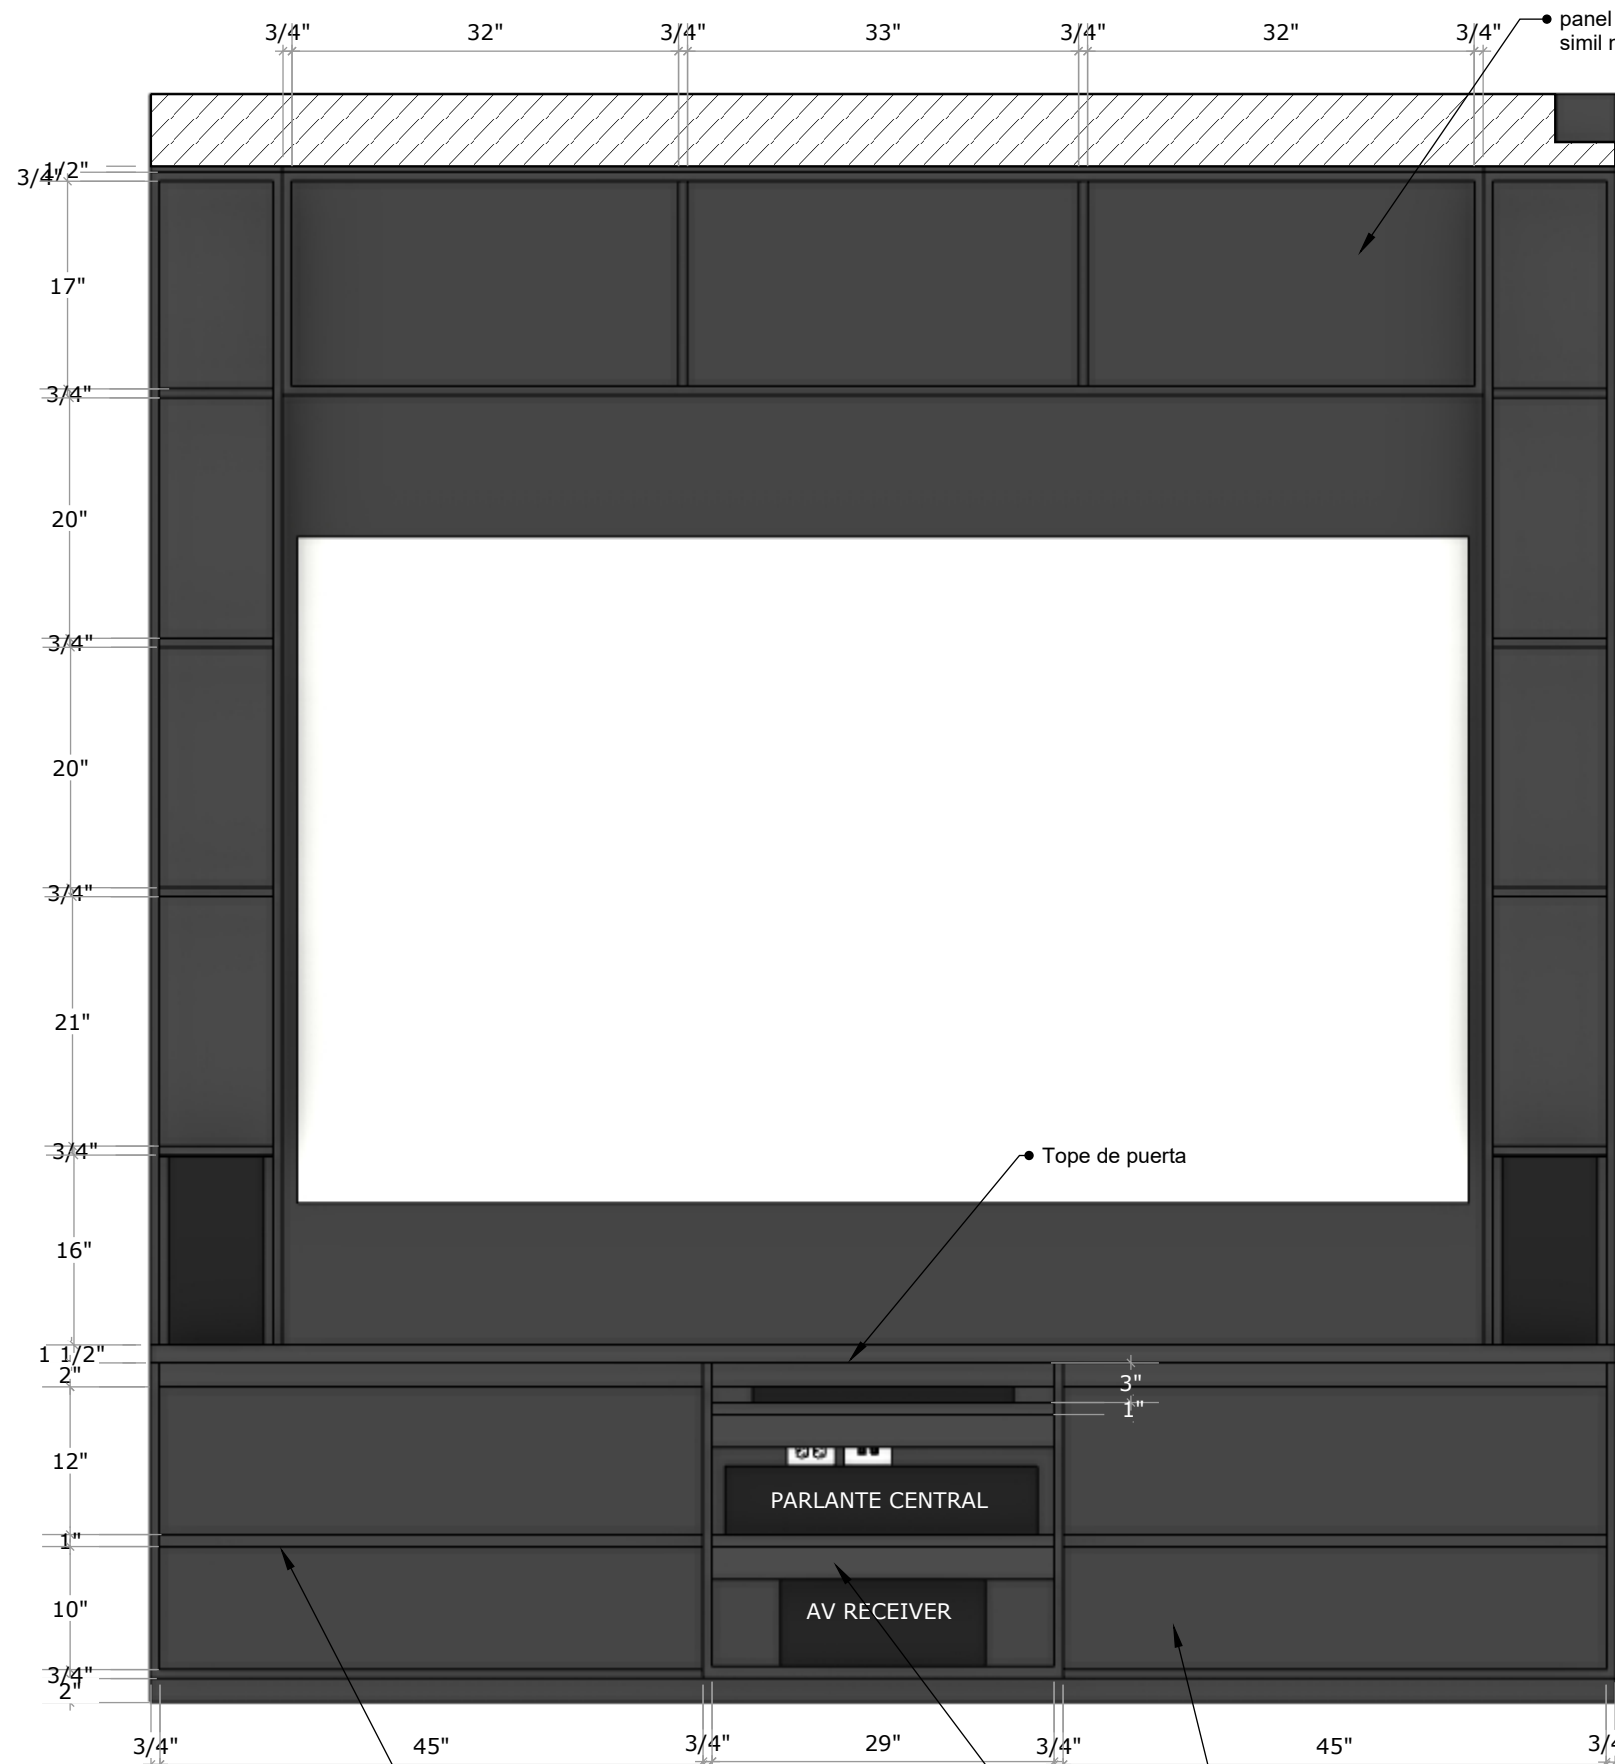 3/4" 32" 3/4" 33" 3/4" 32" 3/4"
panel
simil
1/2"
3/4"
17"
3/4"
20"
3/4"
20"
3/4"
21"
3/4"
Tope de puerta
16"
1 1/2"
2"
3"
1"
12"
PARLANTE CENTRAL
1"
10"
AV RECEIVER
3/4"
2"
3/4" 45" 3/4" 29" 3/4" 45"